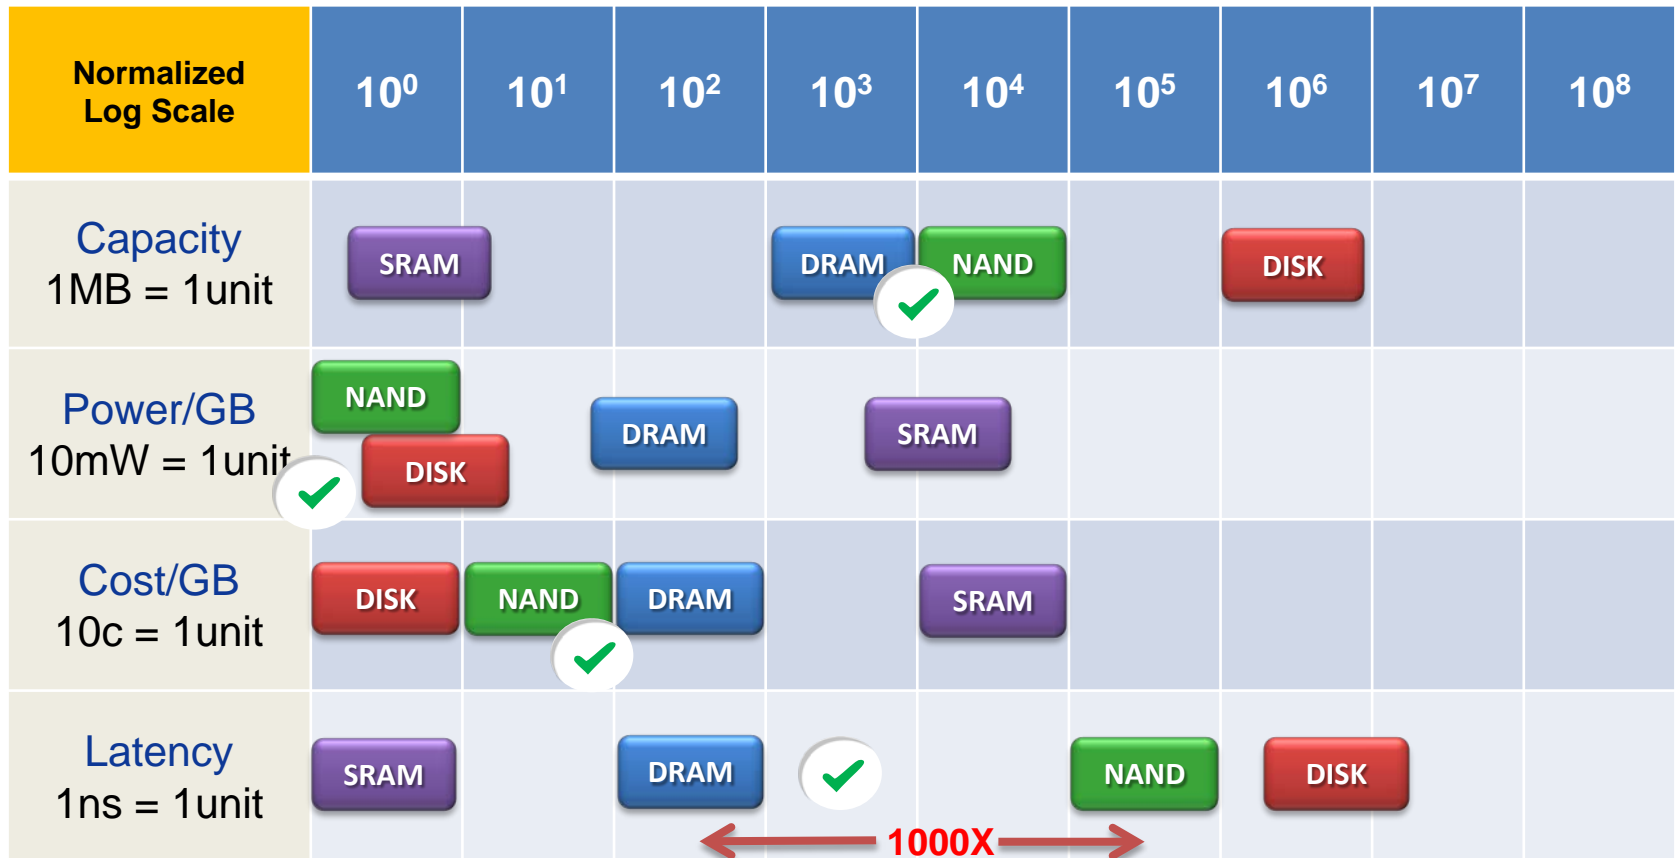 Normalized
Log Scale
10⁰ 10¹ 10² 10³ 10⁴ 10⁵ 10⁶ 10⁷ 10⁸
Capacity
1MB = 1unit
SRAM DRAM NAND DISK
Power/GB
10mW = 1unit
NAND
DISK
DRAM SRAM
Cost/GB
10c = 1unit
DISK NAND DRAM SRAM
Latency
1ns = 1unit
SRAM DRAM NAND DISK
1000X